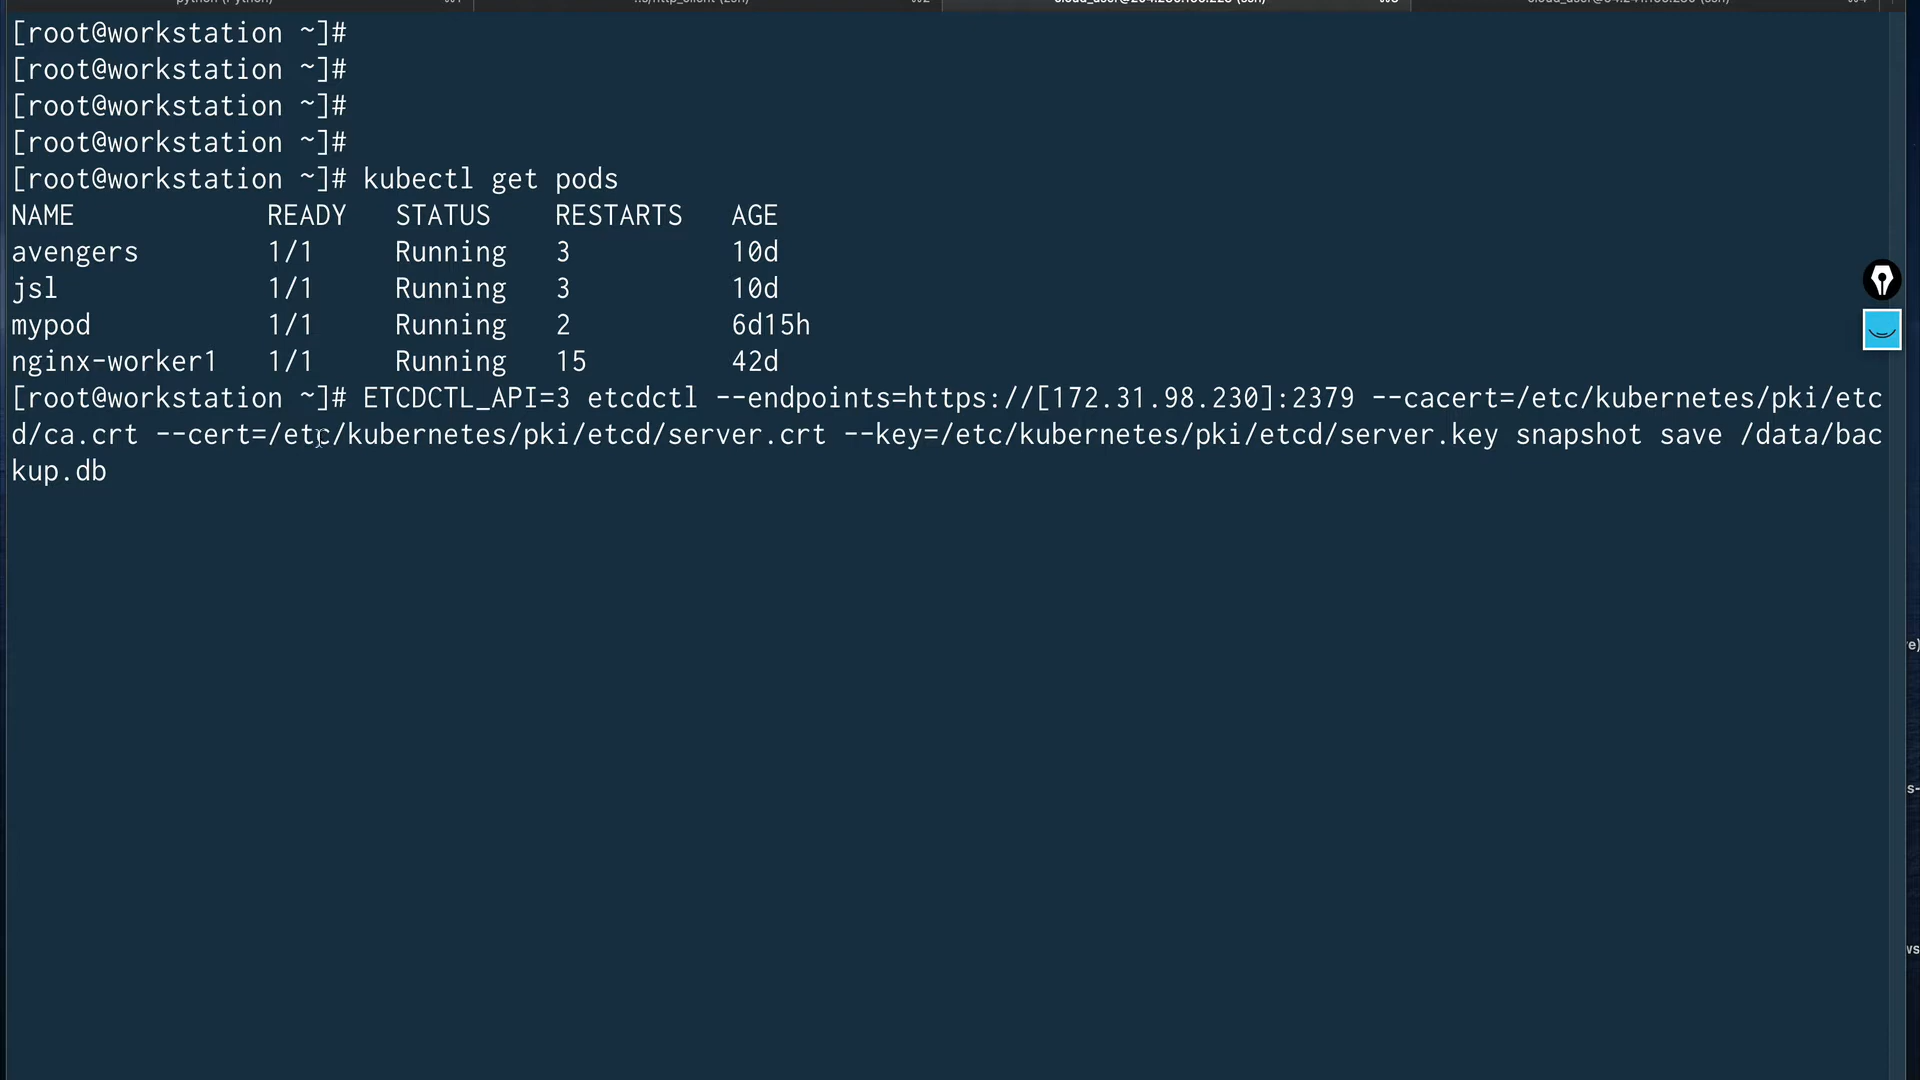 [root@workstation ~]#
[root@workstation ~]#
[root@workstation ~]#
[root@workstation ~]#
[root@workstation ~]# kubectl get pods
NAME READY STATUS RESTARTS AGE
avengers 1/1 Running 3 10d
jsl 1/1 Running 3 10d
mypod 1/1 Running 2 6d15h
nginx-worker1 1/1 Running 15 42d
[root@workstation ~]# ETCDCTL_API=3 etcdctl --endpoints=https://[172.31.98.230]:2379 --cacert=/etc/kubernetes/pki/etc
d/ca.crt --cert=/etc/kubernetes/pki/etcd/server.crt --key=/etc/kubernetes/pki/etcd/server.key snapshot save /data/bac
kup.db